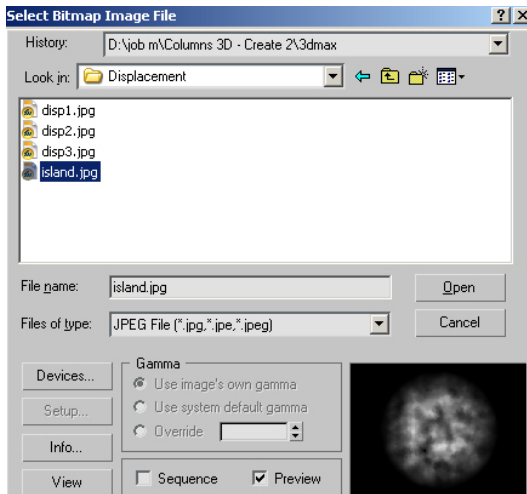 Select Bitmap Image File
History: D:\job m\Columns 3D - Create 2\3dmax
Look in: Displacement
disp1.jpg
disp2.jpg
disp3.jpg
island.jpg
File name: island.jpg Open
Files of type: JPEG File (*.jpg,*.jpe,*.jpeg) Cancel
Devices...
Setup...
Info...
View
Gamma
Use image's own gamma
Use system default gamma
Override
Sequence Preview